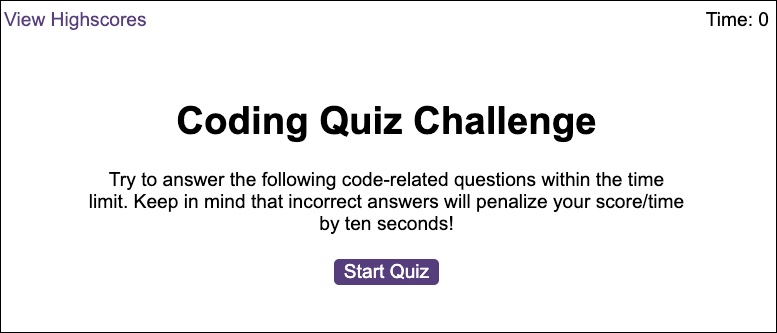 View Highscores
Time: 0
Coding Quiz Challenge
Try to answer the following code-related questions within the time
limit. Keep in mind that incorrect answers will penalize your score/time
by ten seconds!
Start Quiz